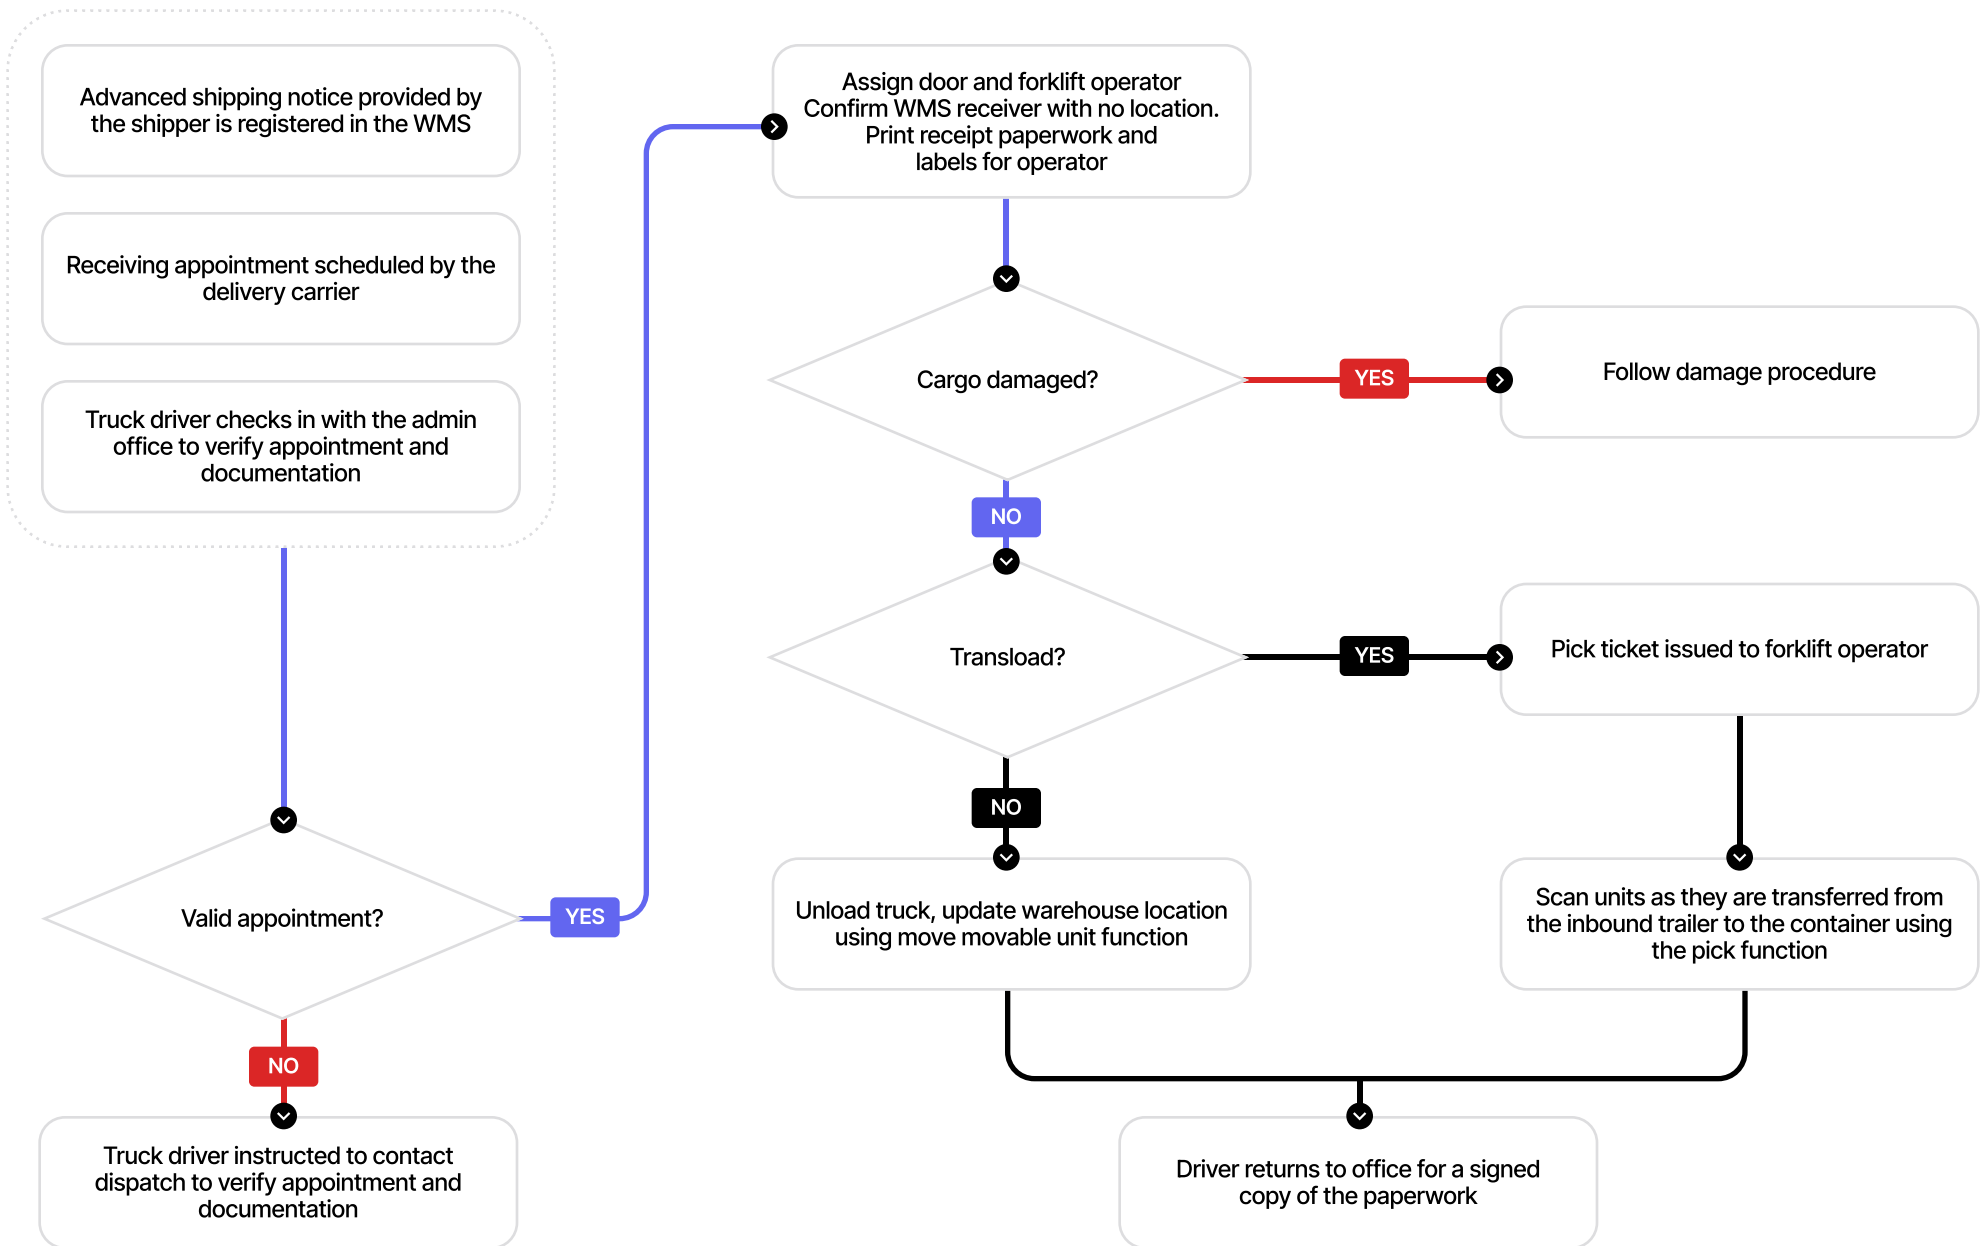 Advanced shipping notice provided by
the shipper is registered in the WMS
Receiving appointment scheduled by the
delivery carrier
Truck driver checks in with the admin
office to verify appointment and
documentation
Valid appointment?
YES
NO
Truck driver instructed to contact
dispatch to verify appointment and
documentation
Assign door and forklift operator
Confirm WMS receiver with no location.
Print receipt paperwork and
labels for operator
Cargo damaged?
YES
Follow damage procedure
NO
Transload?
YES
Pick ticket issued to forklift operator
NO
Unload truck, update warehouse location
using move movable unit function
Scan units as they are transferred from
the inbound trailer to the container using
the pick function
Driver returns to office for a signed
copy of the paperwork